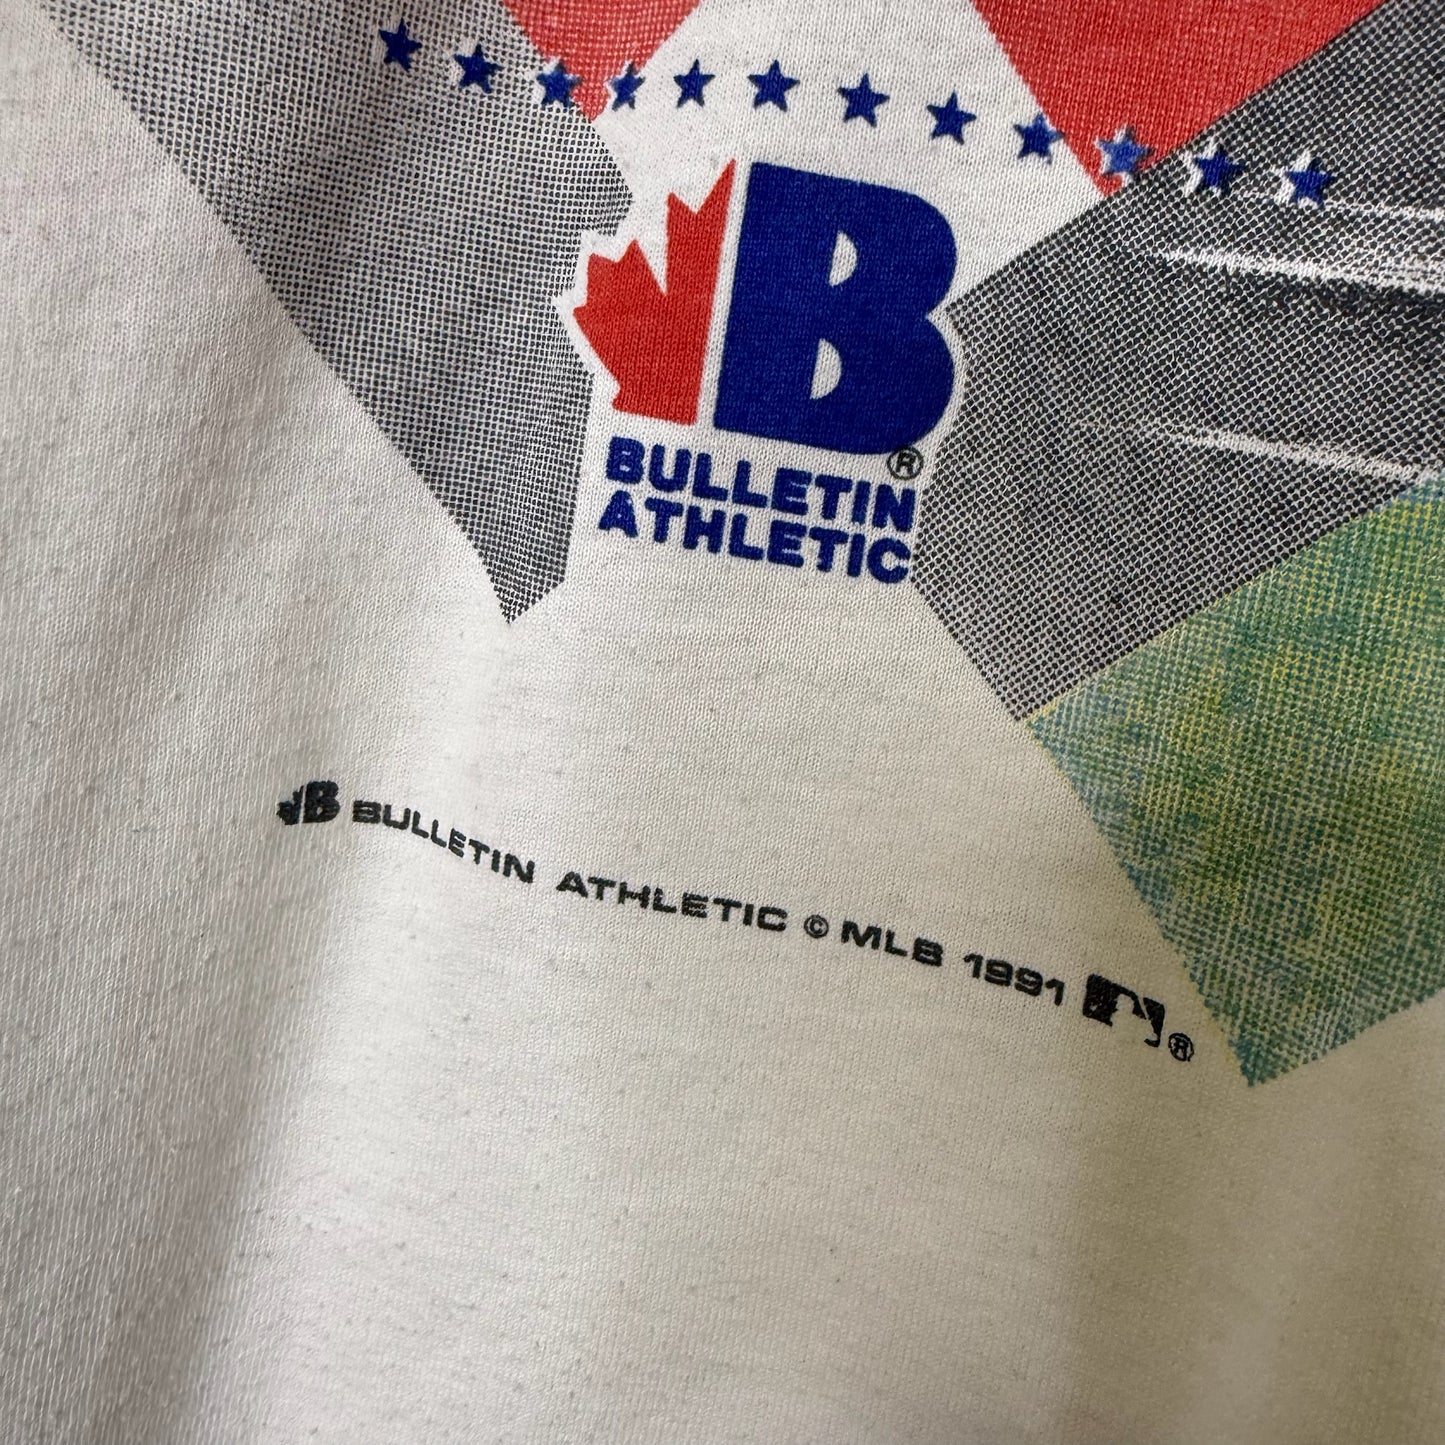 B ®
BULLETIN
ATHLETIC
B BULLETIN ATHLETIC © MLB 1991 ®